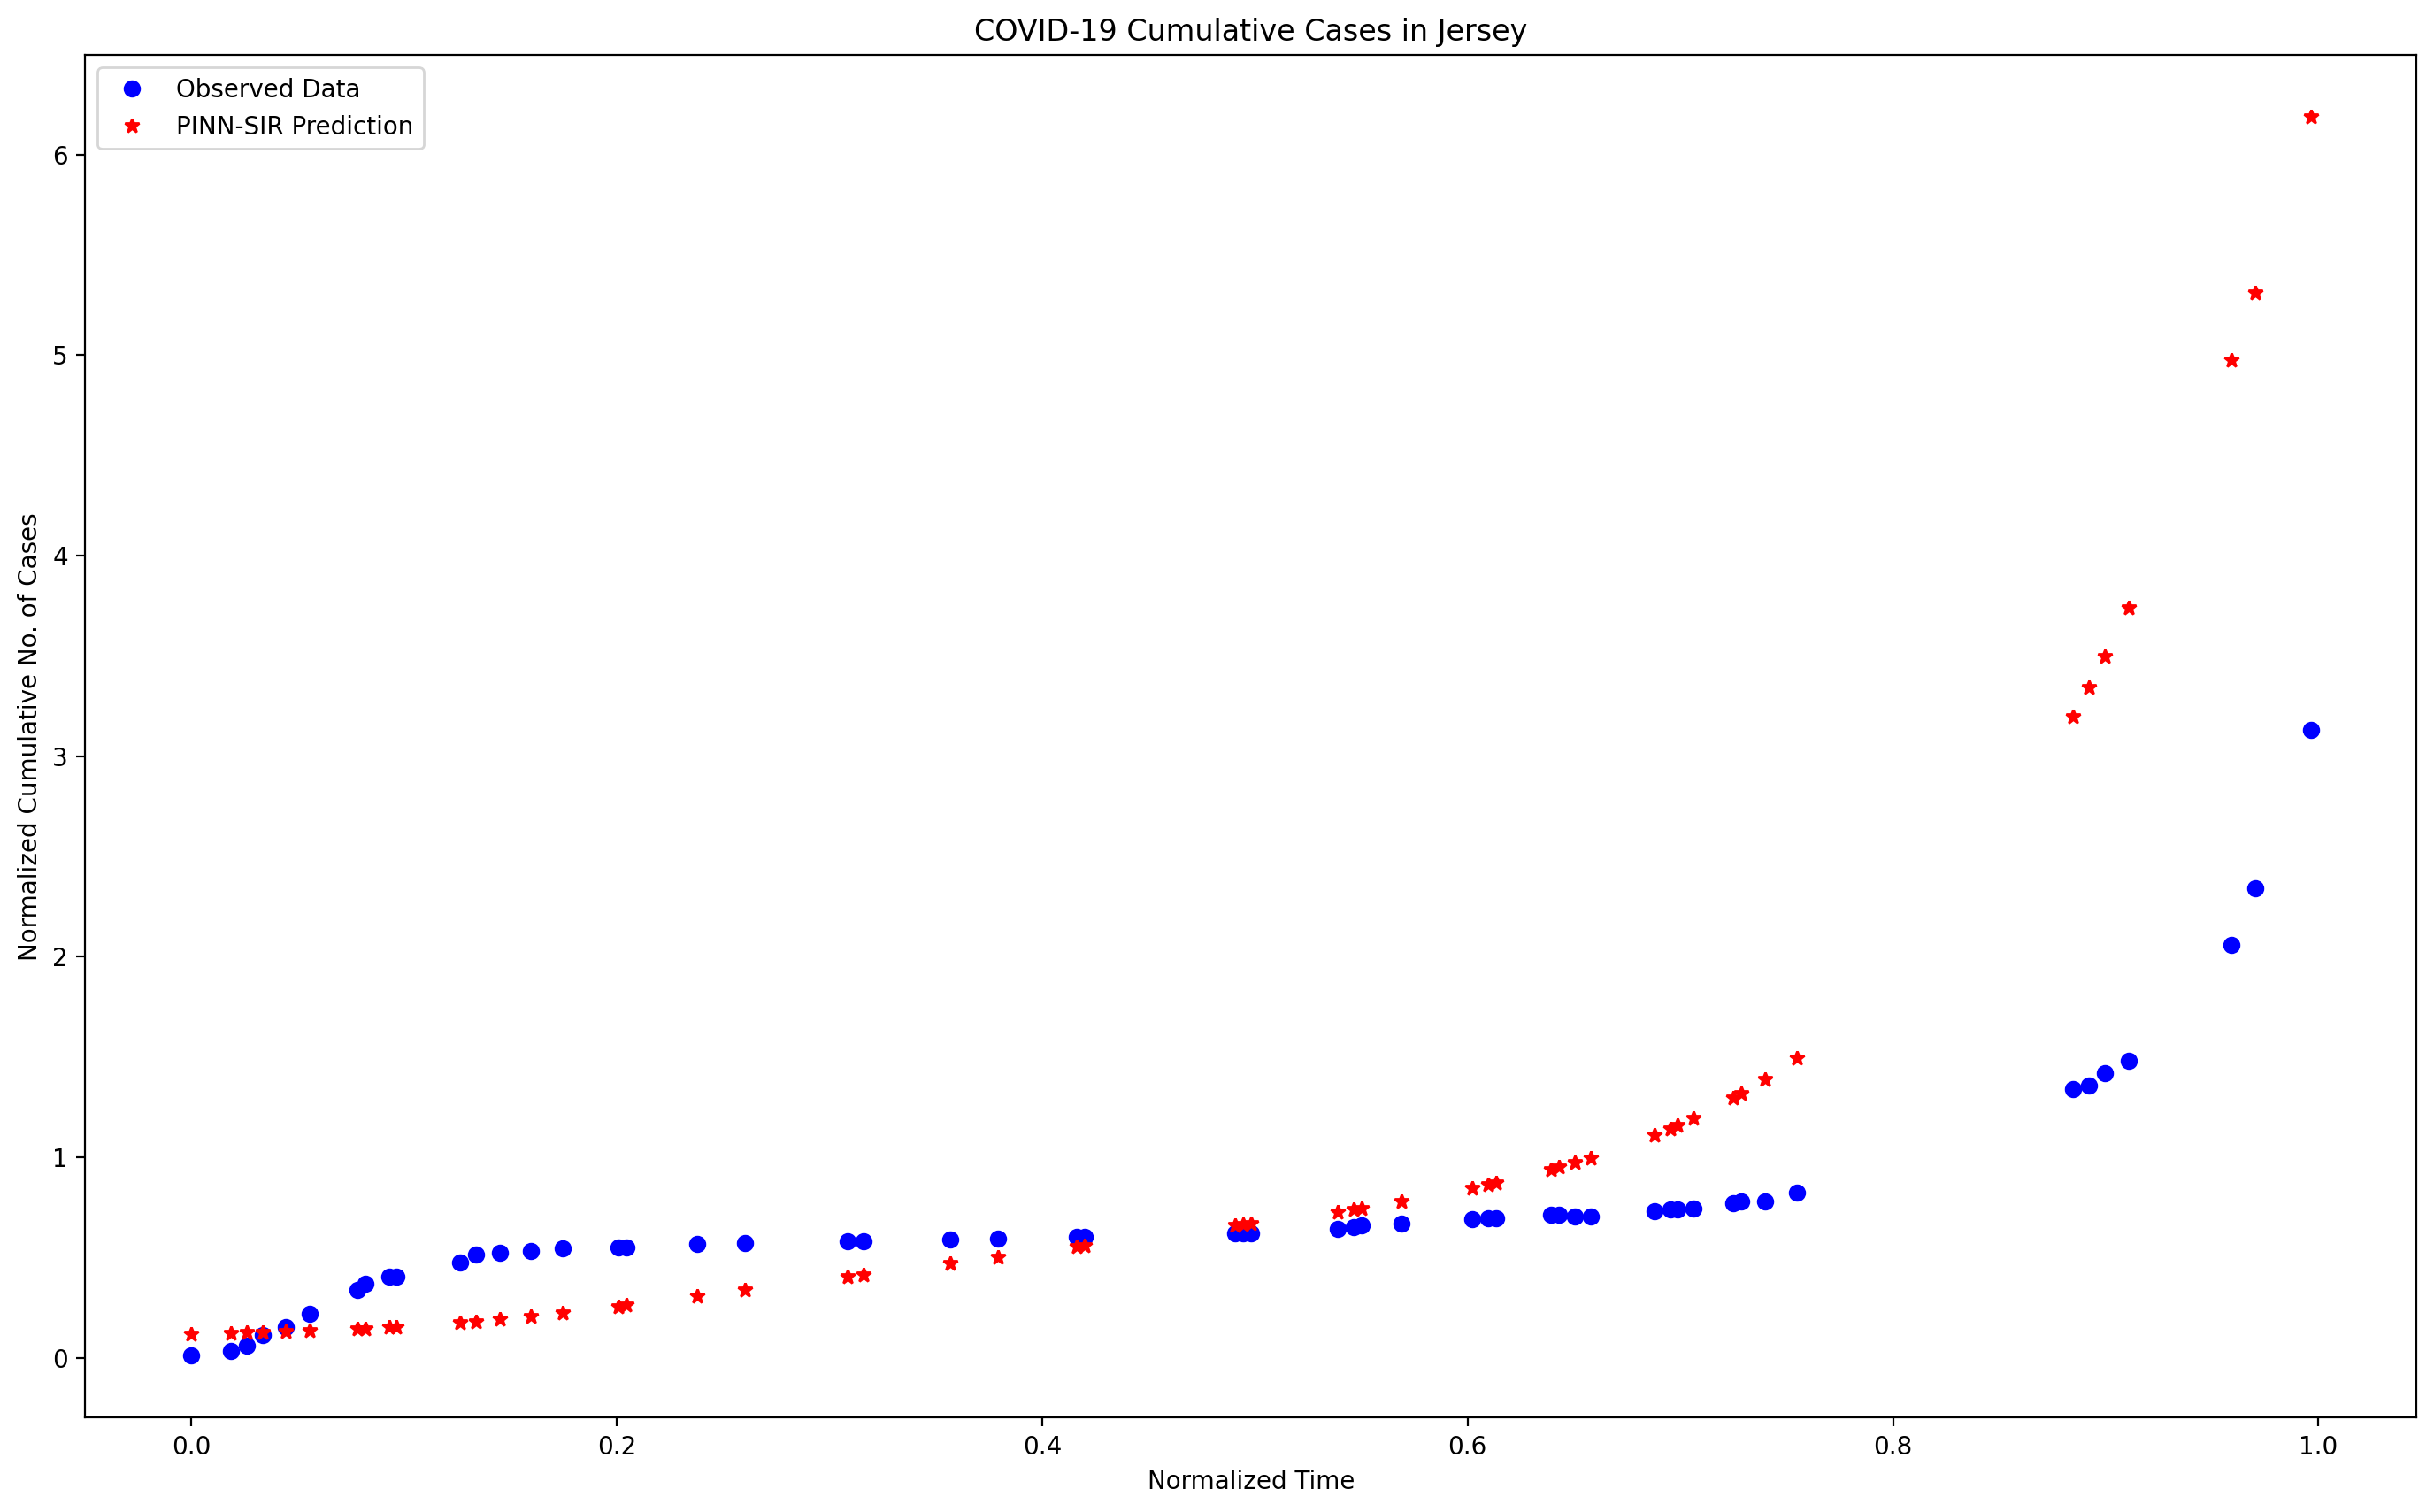 COVID-19 Cumulative Cases in Jersey
Observed Data
PINN-SIR Prediction
Normalized Cumulative No. of Cases
6
5
4
3
2
1
0
0.0 0.2 0.4 0.6 0.8 1.0
Normalized Time